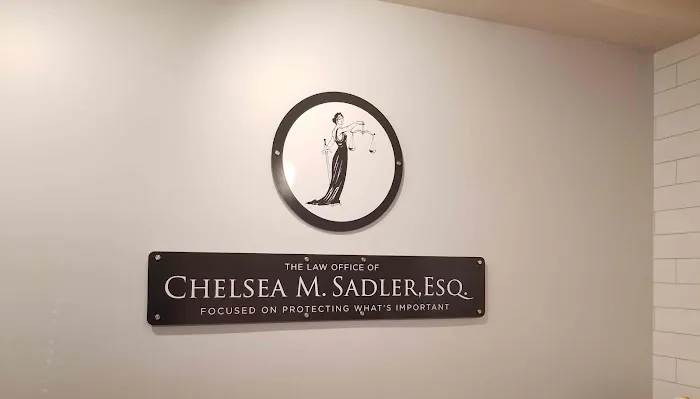 THE LAW OFFICE OF
CHELSEA M. SADLER, ESQ.
FOCUSED ON PROTECTING WHAT'S IMPORTANT